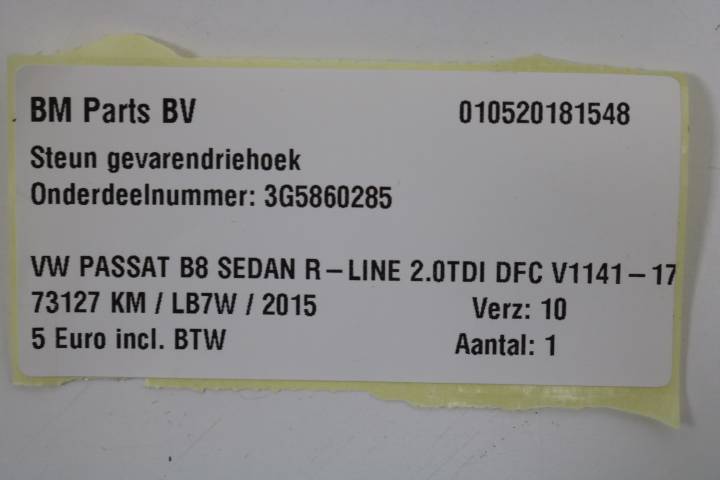 BM Parts BV 010520181548
Steun gevarendriehoek
Onderdeelnummer: 3G5860285
VW PASSAT B8 SEDAN R-LINE 2.0TDI DFC V1141-17
73127 KM / LB7W / 2015 Verz: 10
5 Euro incl. BTW Aantal: 1